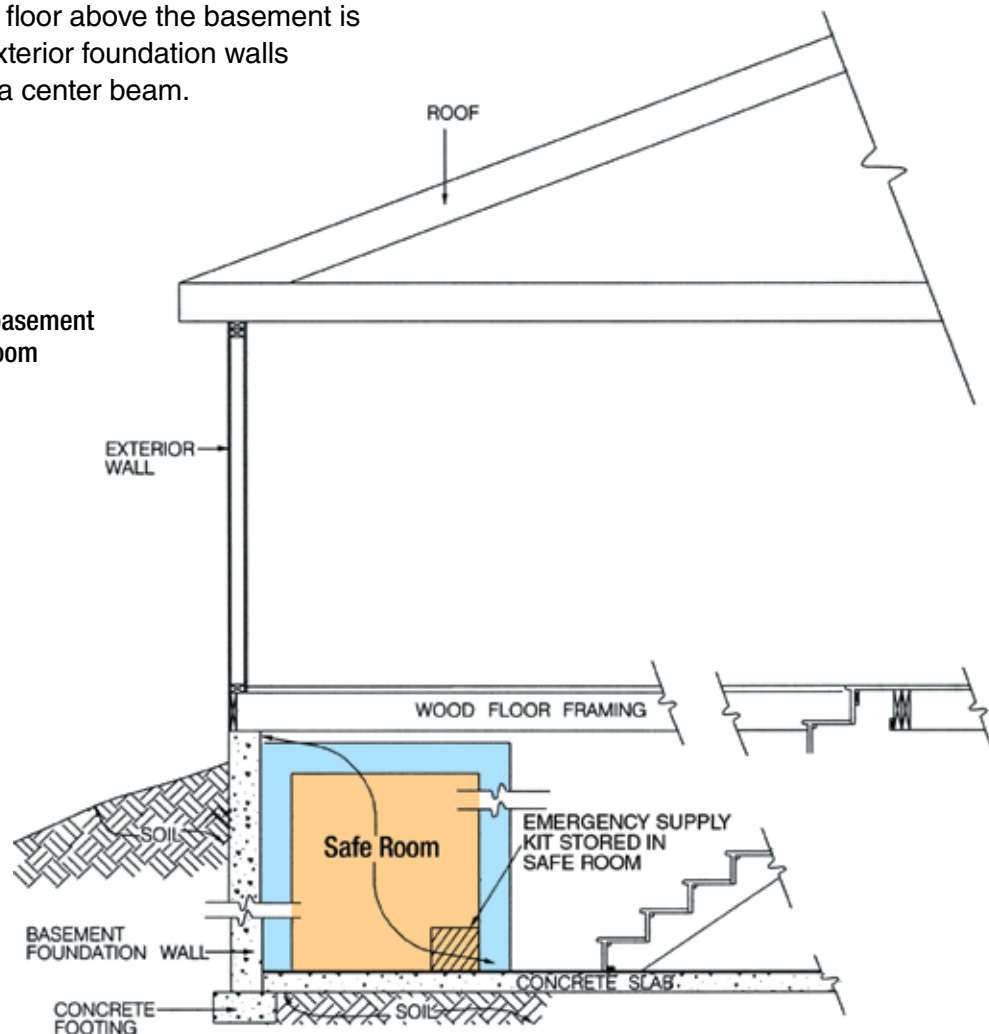 floor above the basement is
xterior foundation walls
a center beam.
ROOF
basement
oom
EXTERIOR
WALL
WOOD FLOOR FRAMING
SOIL
Safe Room
EMERGENCY SUPPLY
KIT STORED IN
SAFE ROOM
BASEMENT
FOUNDATION WALL
CONCRETE SLAB
CONCRETE
FOOTING
SOIL